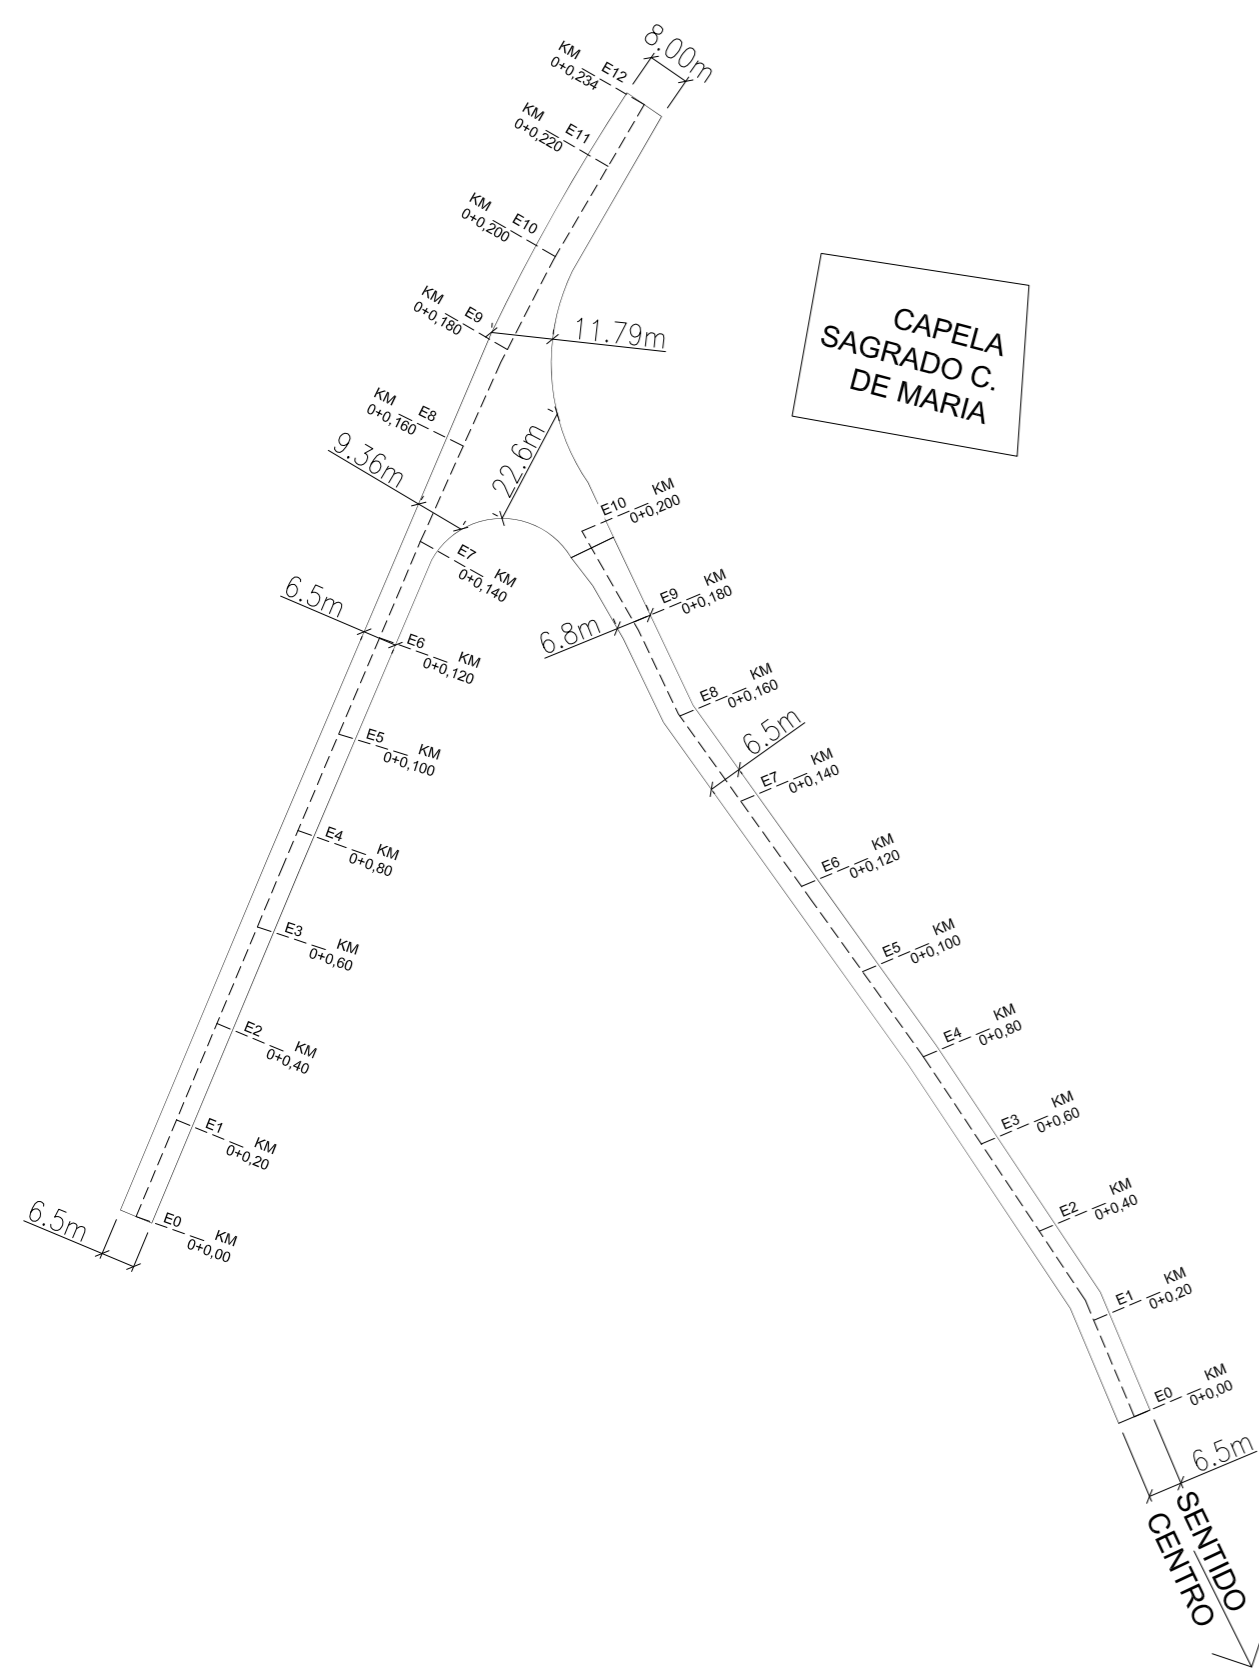 8.00m
KM
0+0,234
E12
KM
0+0,220
E11
KM
0+0,200
E10
KM
0+0,180
E9
11.79m
KM
0+0,160
E8
9.36m
22.6m
E7
KM
0+0,140
6.5m
E6
KM
0+0,120
E5
KM
0+0,100
E4
KM
0+0,80
E3
KM
0+0,60
E2
KM
0+0,40
E1
KM
0+0,20
E0
KM
0+0,00
6.5m
CAPELA
SAGRADO C.
DE MARIA
E10
KM
0+0,200
E9
KM
0+0,180
6.8m
E8
KM
0+0,160
6.5m
E7
KM
0+0,140
E6
KM
0+0,120
E5
KM
0+0,100
E4
KM
0+0,80
E3
KM
0+0,60
E2
KM
0+0,40
E1
KM
0+0,20
E0
KM
0+0,00
6.5m
SENTIDO
CENTRO